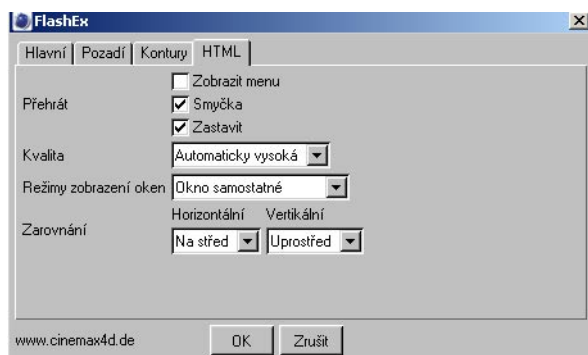 FlashEx
Hlavní Pozadí Kontury HTML
Zobrazit menu
Přehrát Smyčka
Zastavit
Kvalita Automaticky vysoká
Režimy zobrazení oken Okno samostatné
Horizontální Vertikální
Zarovnání Na střed Uprostřed
www.cinemax4d.de OK Zrušit